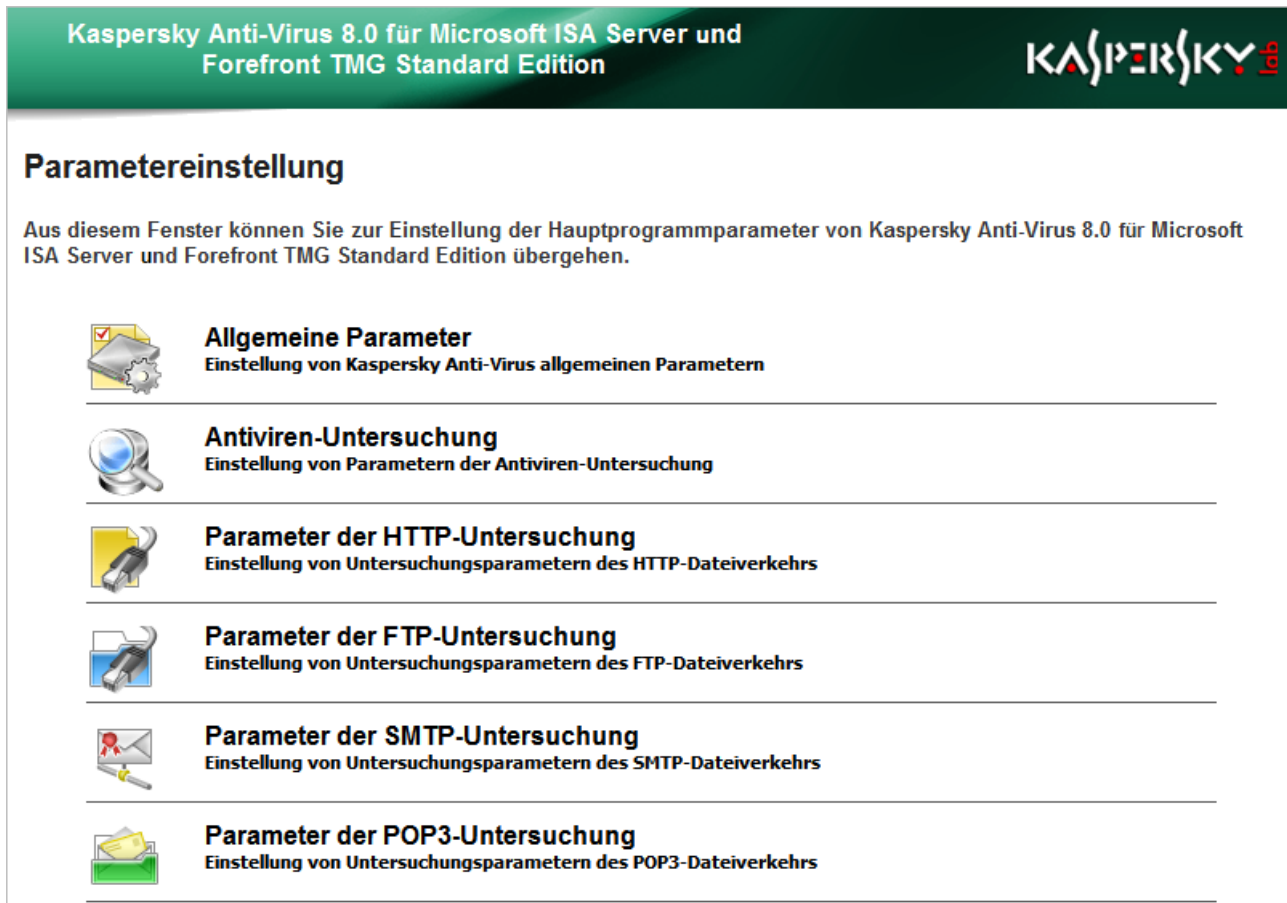 Kaspersky Anti-Virus 8.0 für Microsoft ISA Server und
Forefront TMG Standard Edition
KASPERSKY lab
Parametereinstellung
Aus diesem Fenster können Sie zur Einstellung der Hauptprogrammparameter von Kaspersky Anti-Virus 8.0 für Microsoft
ISA Server und Forefront TMG Standard Edition übergehen.
Allgemeine Parameter
Einstellung von Kaspersky Anti-Virus allgemeinen Parametern
Antiviren-Untersuchung
Einstellung von Parametern der Antiviren-Untersuchung
Parameter der HTTP-Untersuchung
Einstellung von Untersuchungsparametern des HTTP-Dateiverkehrs
Parameter der FTP-Untersuchung
Einstellung von Untersuchungsparametern des FTP-Dateiverkehrs
Parameter der SMTP-Untersuchung
Einstellung von Untersuchungsparametern des SMTP-Dateiverkehrs
Parameter der POP3-Untersuchung
Einstellung von Untersuchungsparametern des POP3-Dateiverkehrs